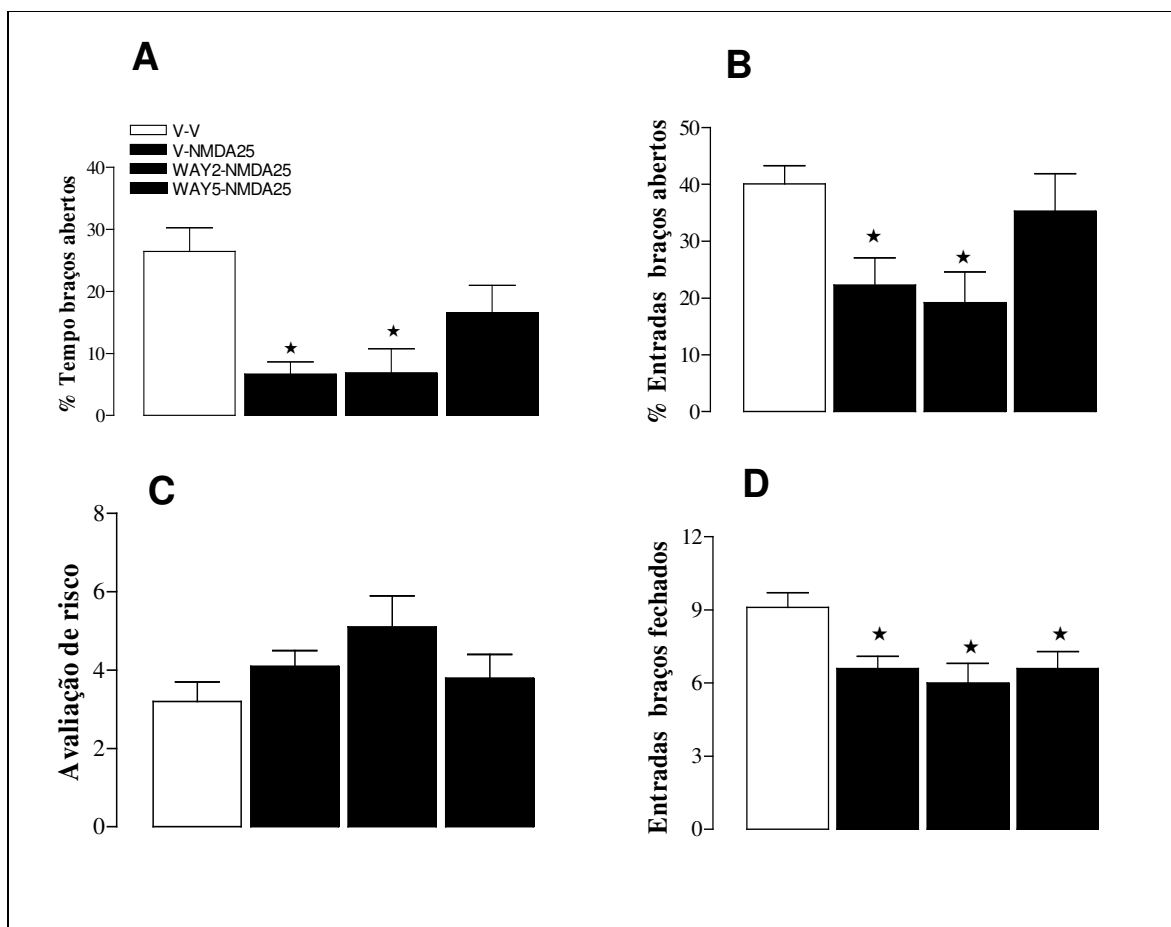 A
V-V
V-NMDA25
WAY2-NMDA25
WAY5-NMDA25
% Tempo braços abertos
40
30
20
10
0
★
★
B
% Entradas braços abertos
50
40
30
20
10
0
★
★
C
Avaliação de risco
8
6
4
2
0
D
Entradas braços fechados
12
9
6
3
0
★
★
★